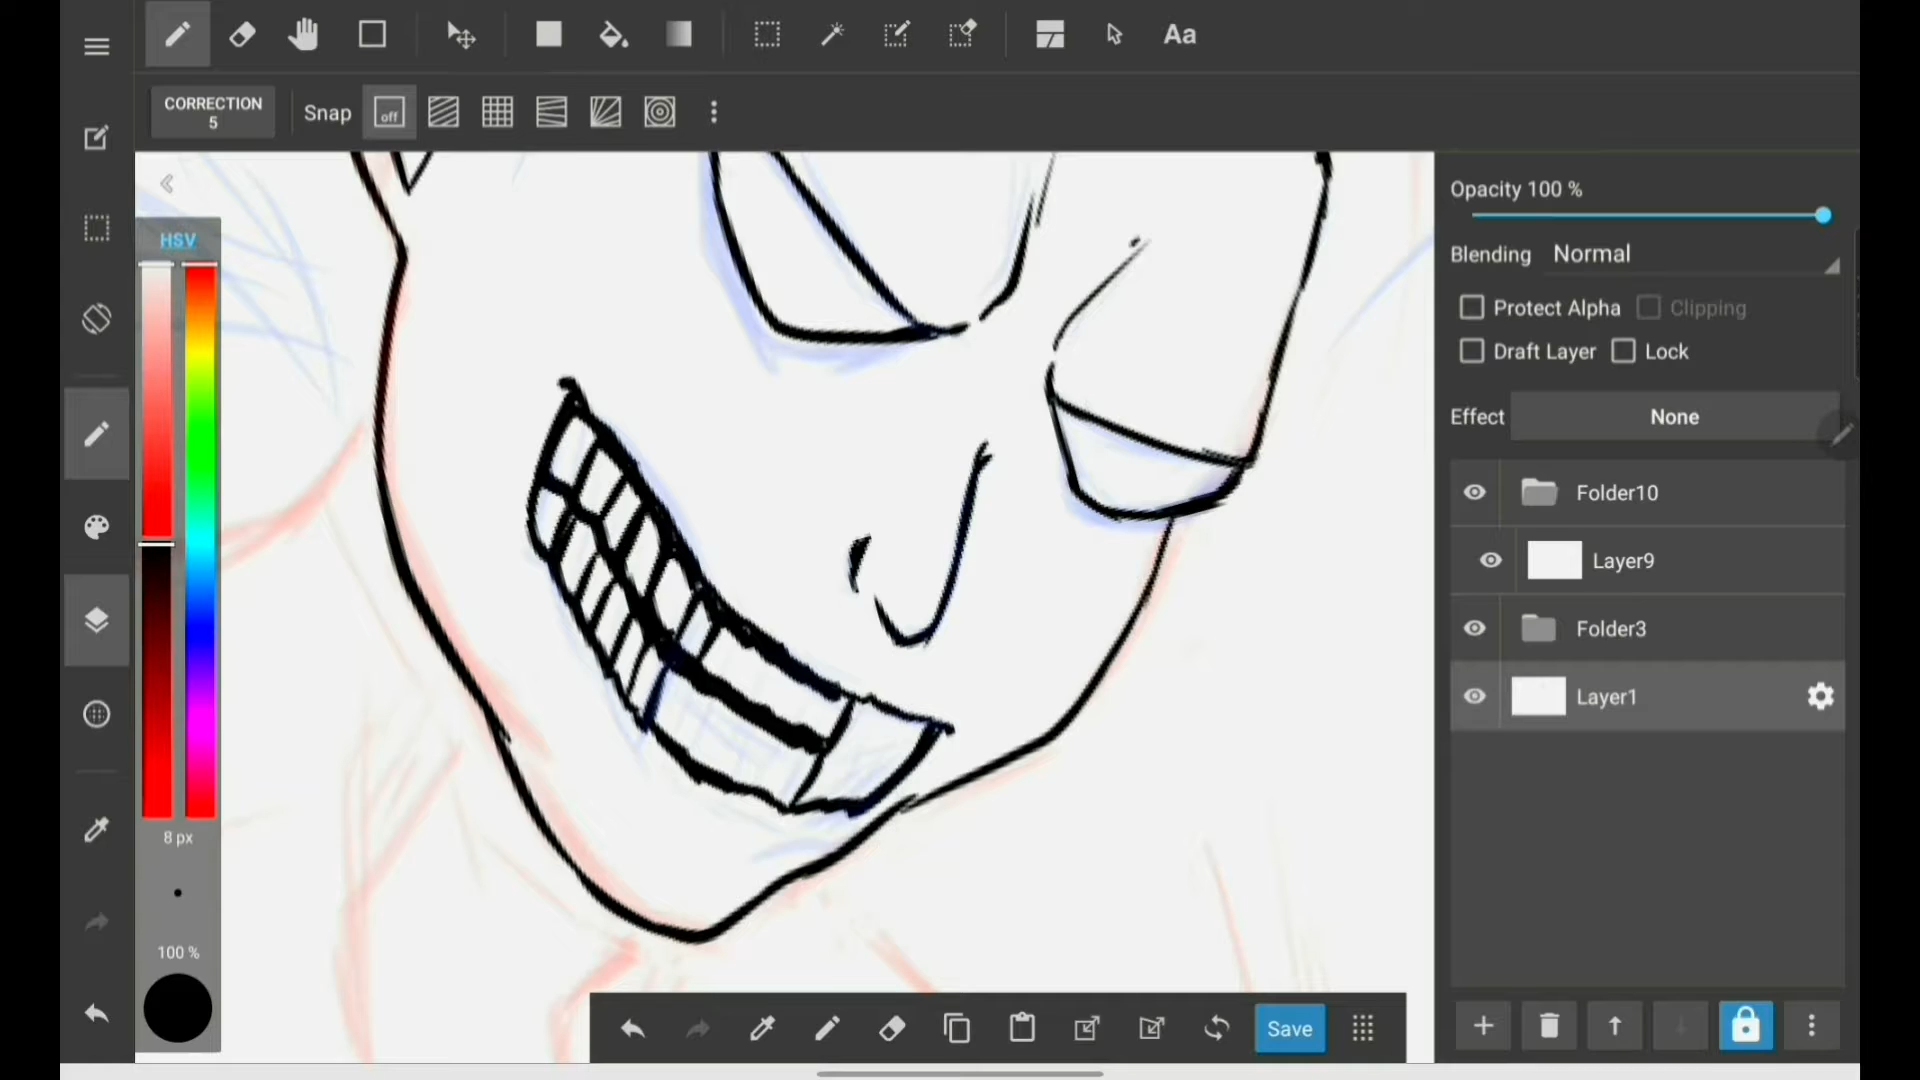 Aa
CORRECTION
5
Snap
off
HSV
8 px
100 %
Opacity 100 %
Blending Normal
Protect Alpha Clipping
Draft Layer Lock
Effect None
Folder10
Layer9
Folder3
Layer1
Save